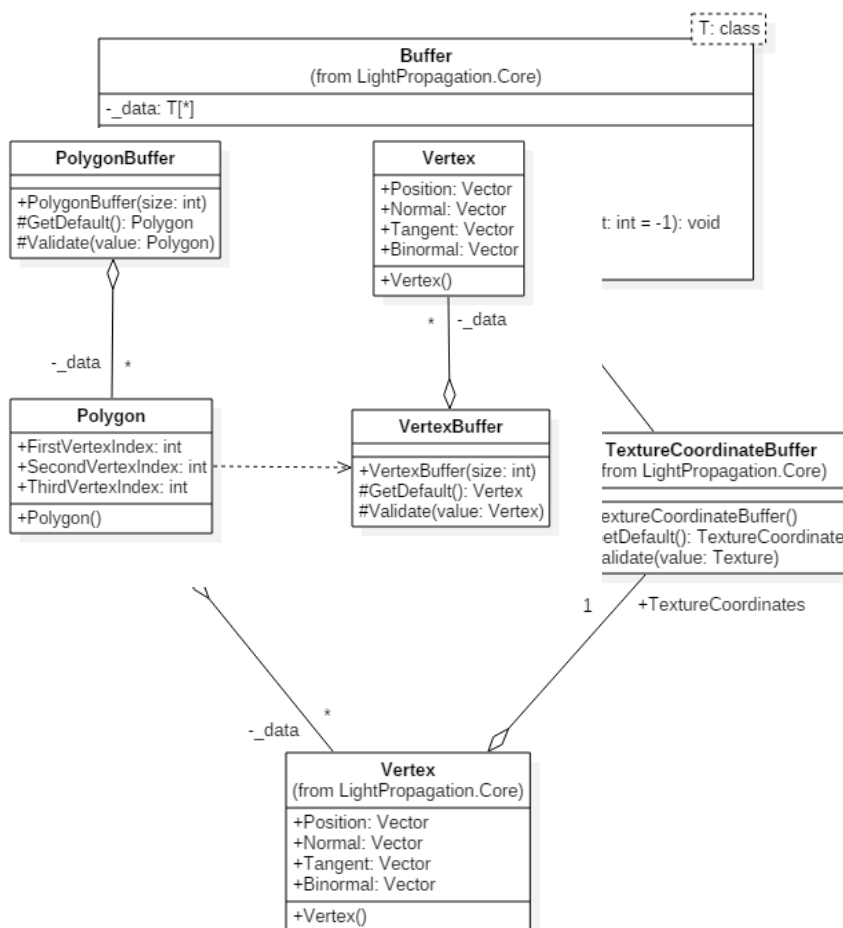 T: class
Buffer
(from LightPropagation.Core)
-_data: T[*]
PolygonBuffer
+PolygonBuffer(size: int)
#GetDefault(): Polygon
#Validate(value: Polygon)
Vertex
+Position: Vector
+Normal: Vector
+Tangent: Vector
+Binormal: Vector
+Vertex()
t: int = -1): void
* -_data
-_data *
Polygon
+FirstVertexIndex: int
+SecondVertexIndex: int
+ThirdVertexIndex: int
+Polygon()
VertexBuffer
+VertexBuffer(size: int)
#GetDefault(): Vertex
#Validate(value: Vertex)
TextureCoordinateBuffer
from LightPropagation.Core)
extureCoordinateBuffer()
etDefault(): TextureCoordinate
alidate(value: Texture)
1 +TextureCoordinates
-_data *
Vertex
(from LightPropagation.Core)
+Position: Vector
+Normal: Vector
+Tangent: Vector
+Binormal: Vector
+Vertex()